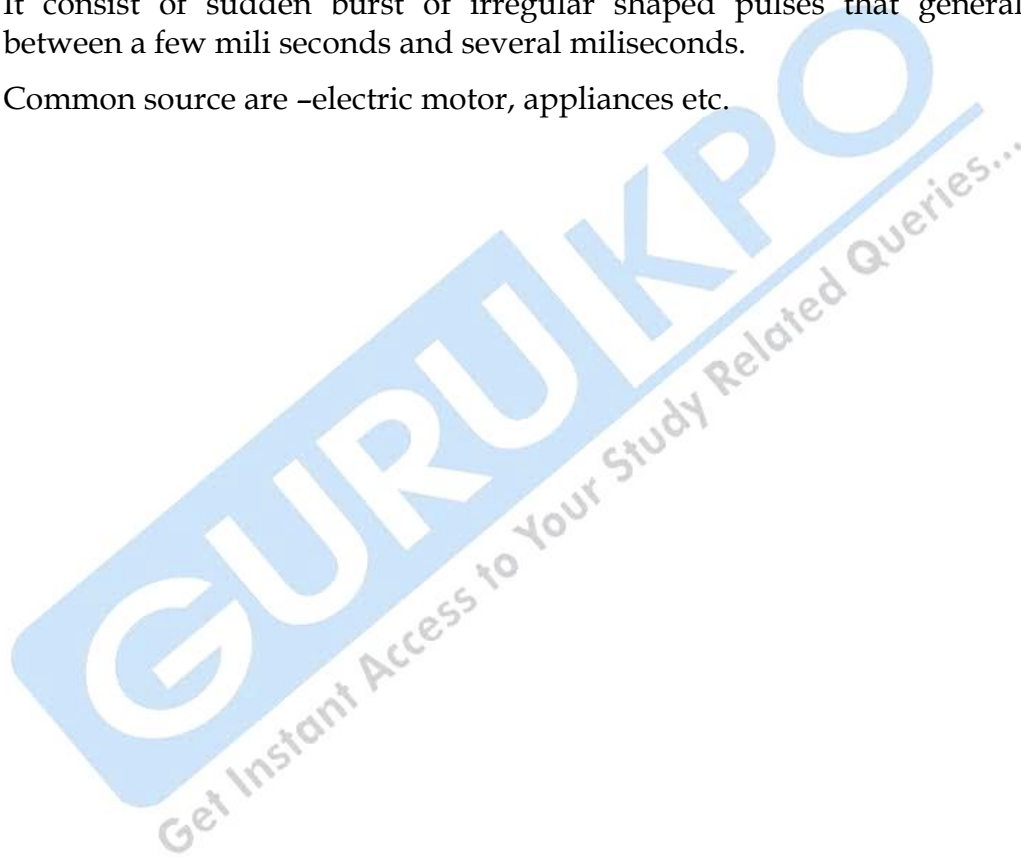 It consist of sudden burst of irregular shaped pulses that general
between a few mili seconds and several miliseconds.
Common source are –electric motor, appliances etc.
GURUKPO
Get Instant Access to Your Study Related Queries...